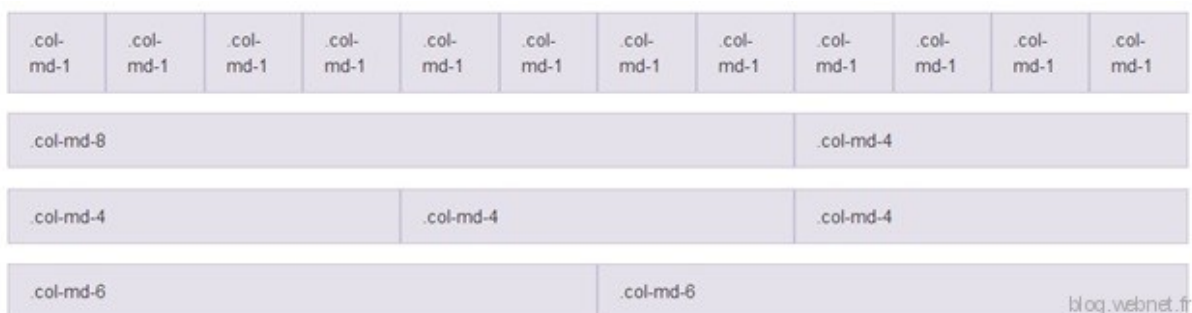 .col- .col- .col- .col- .col- .col- .col- .col- .col- .col- .col- .col-
md-1 md-1 md-1 md-1 md-1 md-1 md-1 md-1 md-1 md-1 md-1 md-1
.col-md-8 .col-md-4
.col-md-4 .col-md-4 .col-md-4
.col-md-6 .col-md-6
blog.webnet.fr